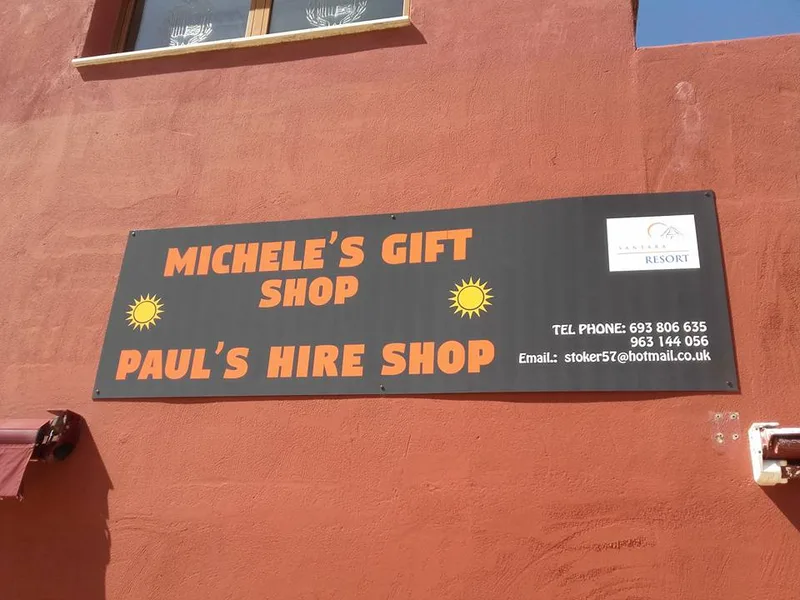 MICHELE'S GIFT
SHOP
PAUL'S HIRE SHOP
RESORT
TEL PHONE: 693 806 635
963 144 056
Email.: stoker57@hotmail.co.uk